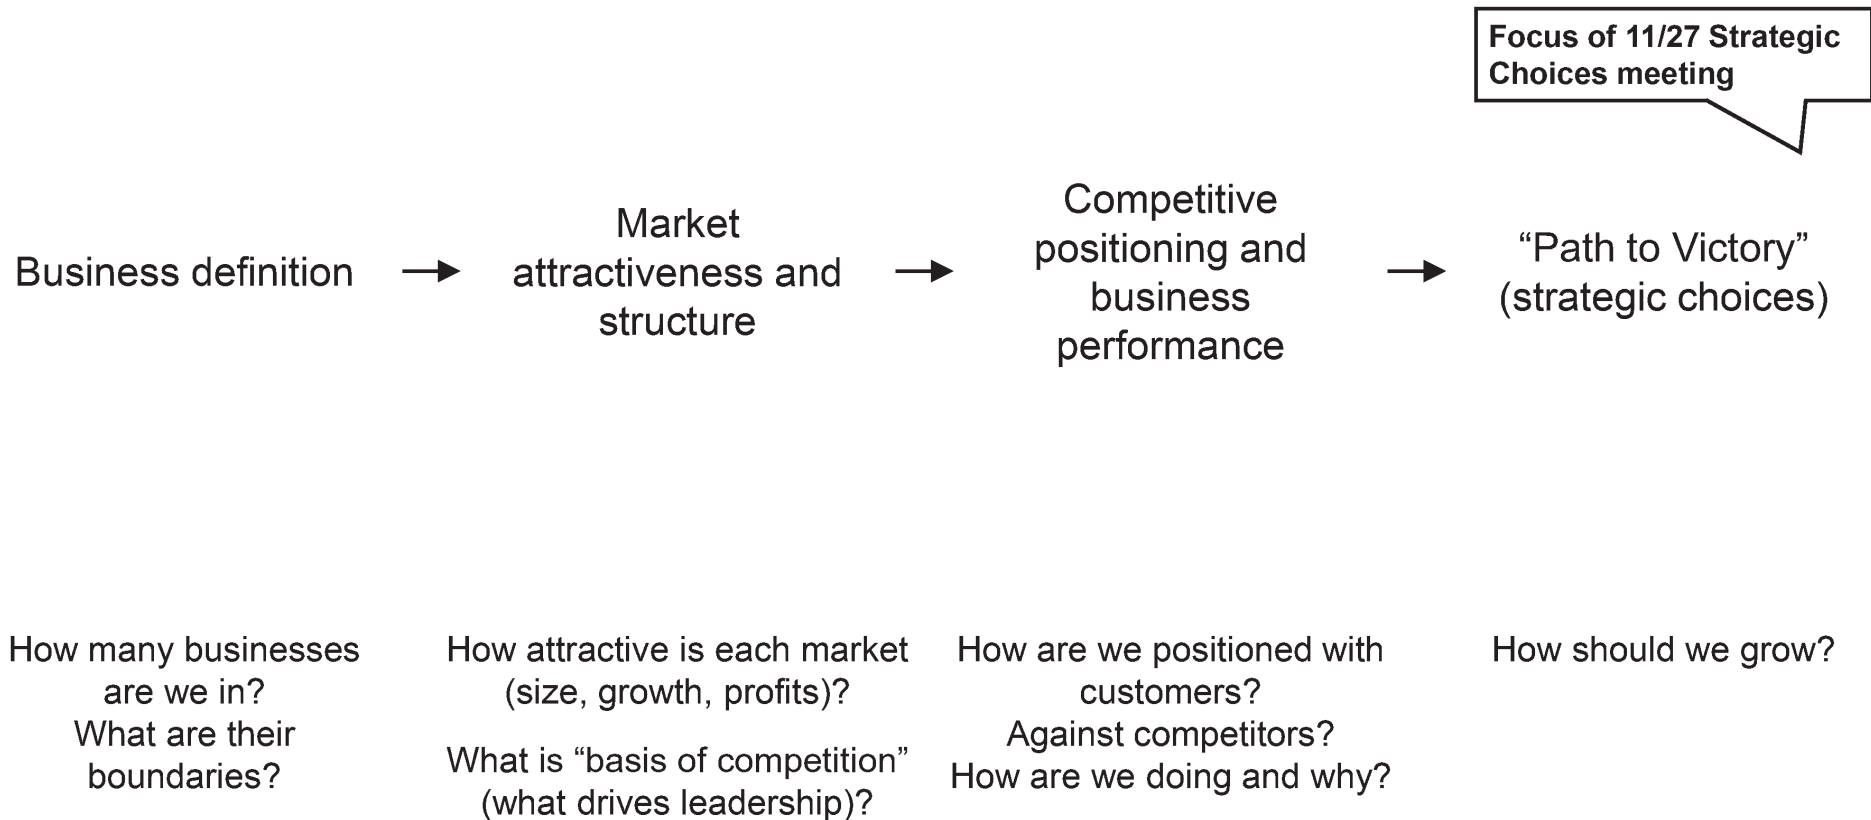 Focus of 11/27 Strategic
Choices meeting
Business definition
Market
attractiveness and
structure
Competitive
positioning and
business
performance
“Path to Victory”
(strategic choices)
How many businesses
are we in?
What are their
boundaries?
How attractive is each market
(size, growth, profits)?
What is “basis of competition”
(what drives leadership)?
How are we positioned with
customers?
Against competitors?
How are we doing and why?
How should we grow?